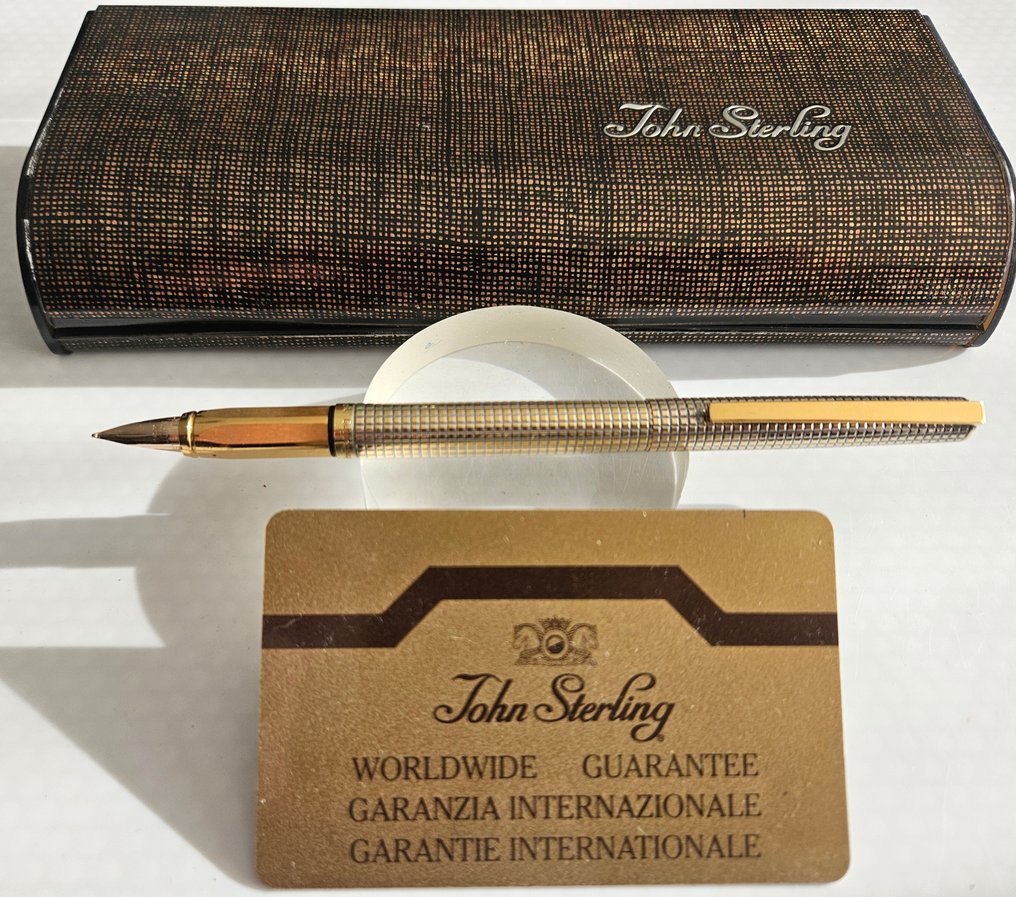 John Sterling
John Sterling
WORLDWIDE GUARANTEE
GARANZIA INTERNAZIONALE
GARANTIE INTERNATIONALE